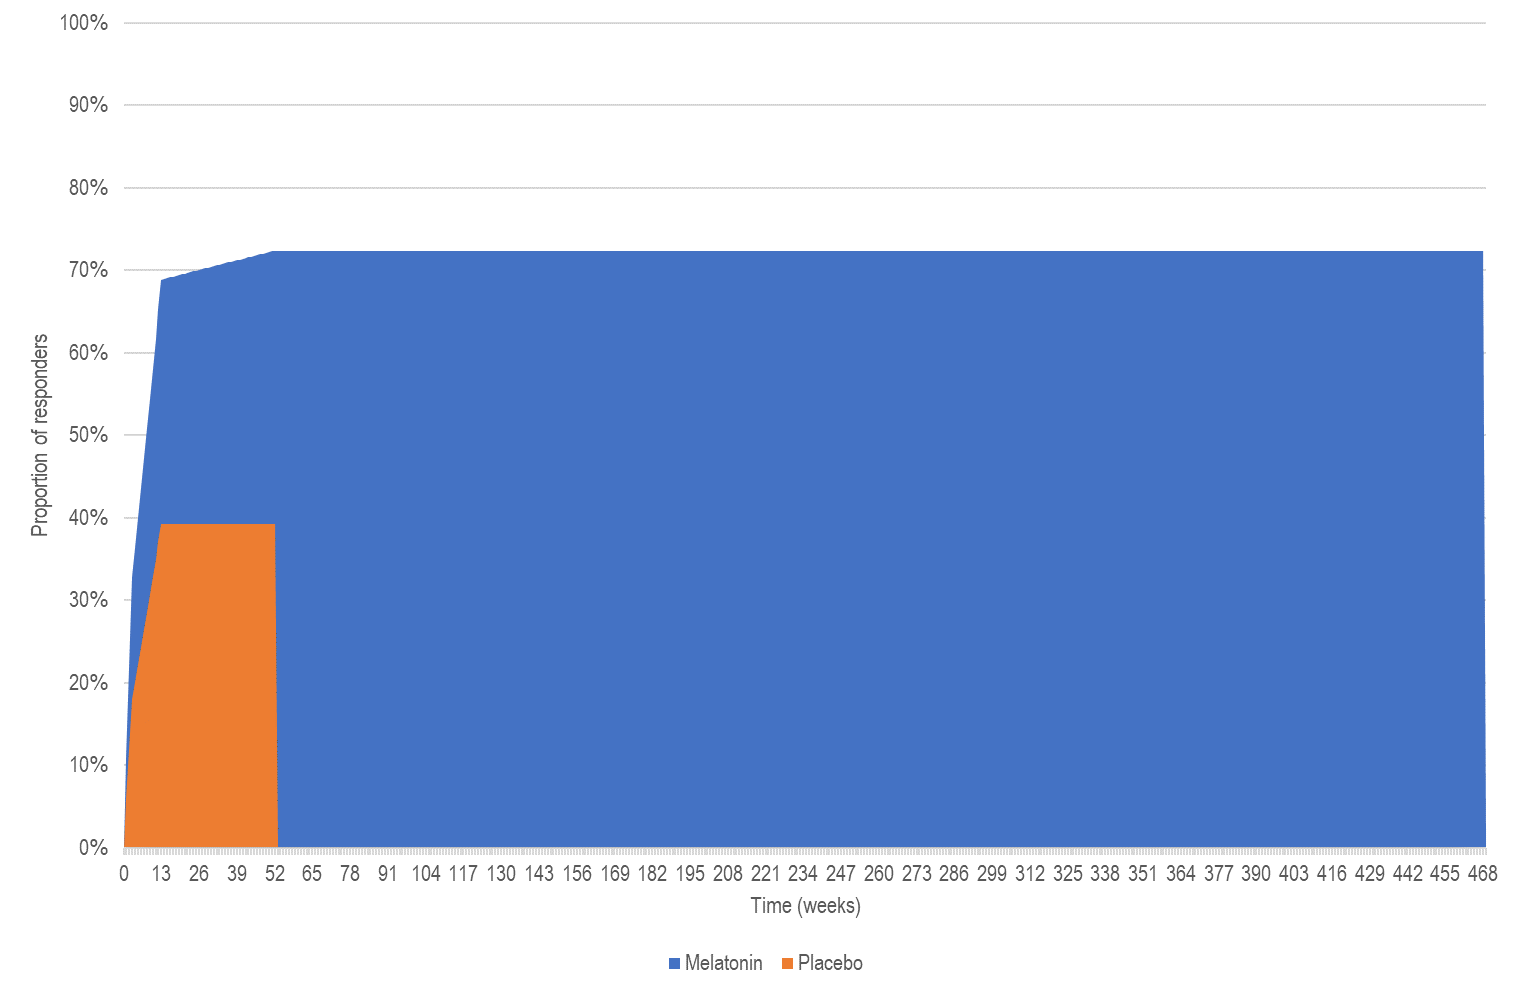 100%
90%
80%
70%
60%
50%
40%
30%
20%
10%
0%
Proportion of responders
0 13 26 39 52 65 78 91 104 117 130 143 156 169 182 195 208 221 234 247 260 273 286 299 312 325 338 351 364 377 390 403 416 429 442 455 468
Time (weeks)
Melatonin Placebo